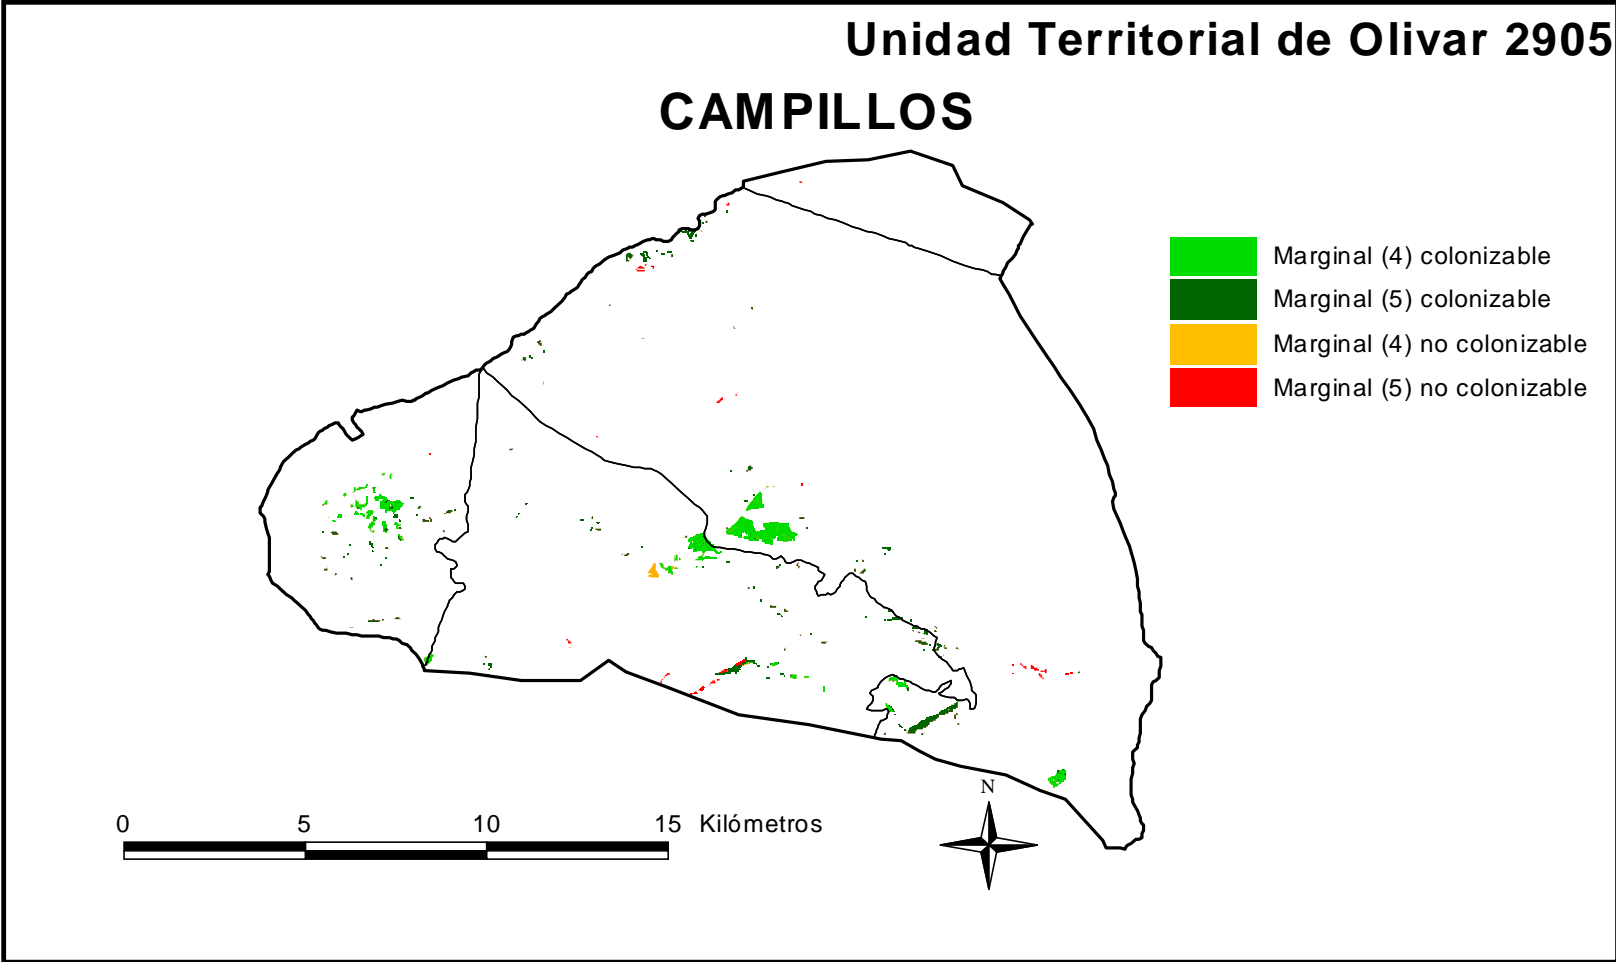 Unidad Territorial de Olivar 2905
CAMPILLOS
Marginal (4) colonizable
Marginal (5) colonizable
Marginal (4) no colonizable
Marginal (5) no colonizable
N
0 5 10 15 Kilómetros